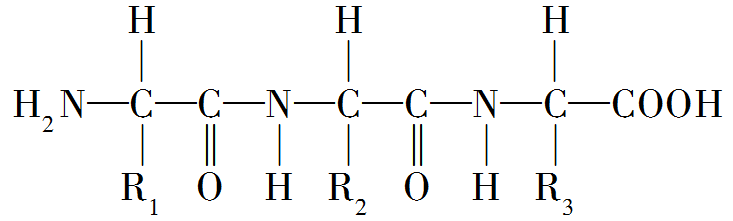 H H H
H₂N—C—C—N—C—C—N—C—COOH
R₁ O H R₂ O H R₃